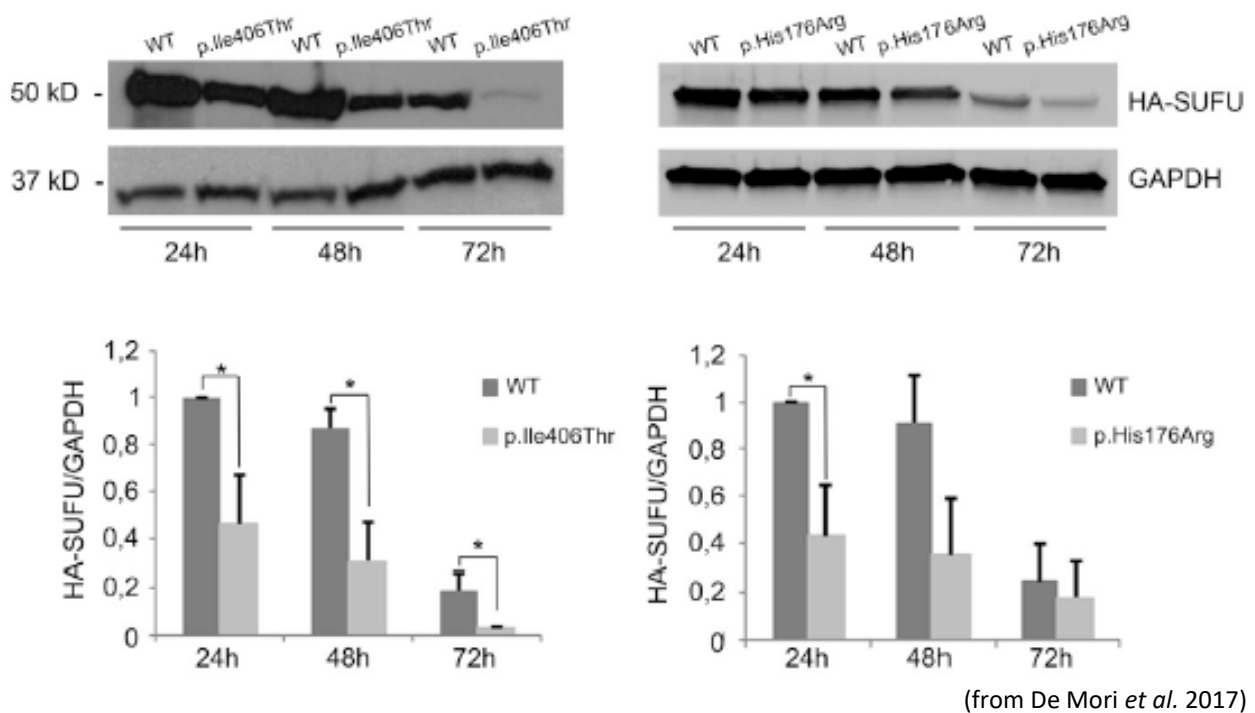 WT p.Ile406Thr WT p.Ile406Thr WT p.Ile406Thr
50 kD -
37 kD -
24h 48h 72h
WT p.His176Arg WT p.His176Arg WT p.His176Arg
HA-SUFU
GAPDH
24h 48h 72h
HA-SUFU/GAPDH
1,2
1
0,8
0,6
0,4
0,2
0
* * *
WT
p.Ile406Thr
24h 48h 72h
HA-SUFU/GAPDH
1,2
1
0,8
0,6
0,4
0,2
0
*
WT
p.His176Arg
24h 48h 72h
(from De Mori et al. 2017)